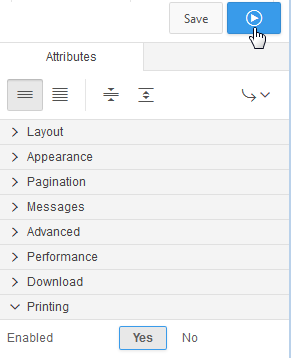 Save
Attributes
Layout
Appearance
Pagination
Messages
Advanced
Performance
Download
Printing
Enabled Yes No